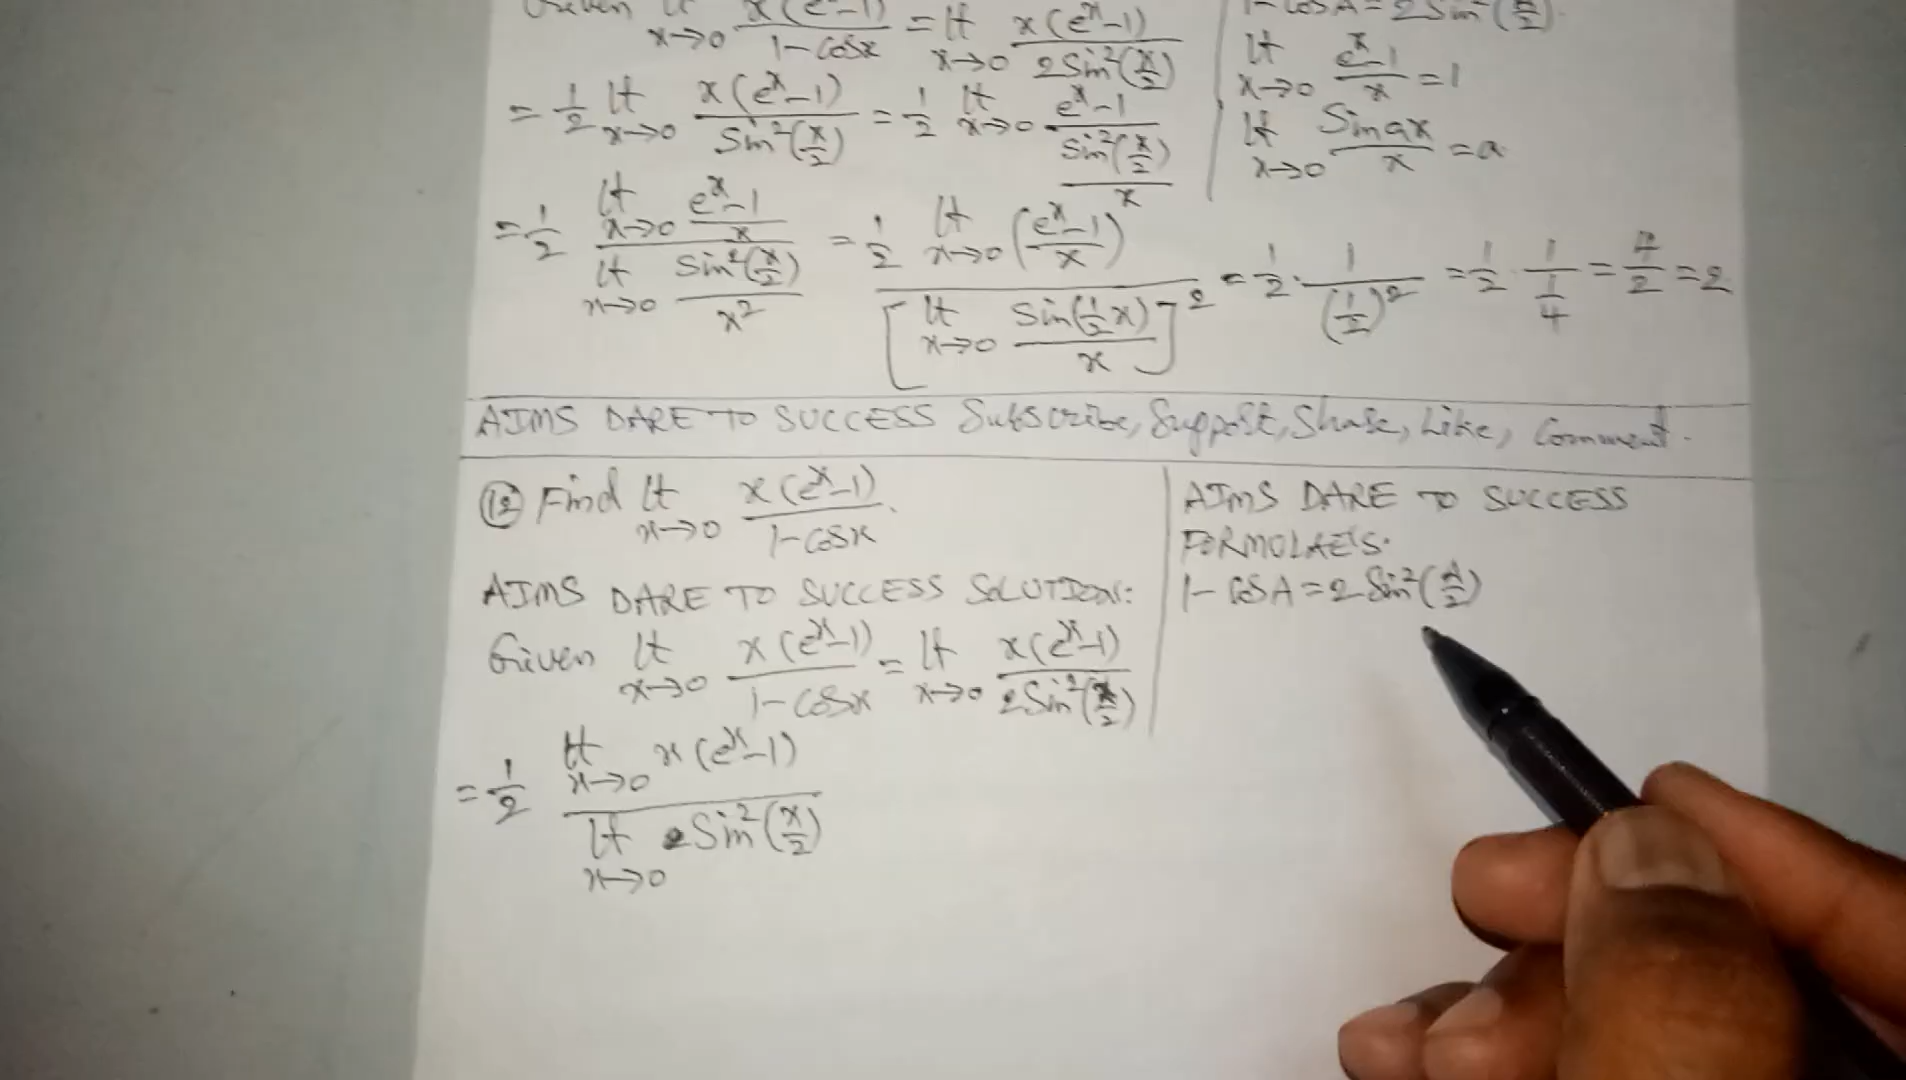 Given lt x→0 x(e^x-1)/1-cosx = lt x→0 x(e^x-1)/2Sin²(x/2)
= 1/2 lt x→0 x(e^x-1)/Sin²(x/2) = 1/2 lt x→0 e^x-1/Sin²(x/2)/x
= 1/2 lt x→0 e^x-1/x / lt x→0 Sin²(x/2)/x² = 1/2 lt x→0 (e^x-1/x) / [lt x→0 Sin(1/2 x)/x]² = 1/2 · 1/(1/2)² = 1/2 · 1/1/4 = 4/2 = 2
1-cosA = 2Sin²(A/2)
lt x→0 e^x-1/x = 1
lt x→0 Sinax/x = a
AIMS DARE TO SUCCESS Subscribe, Support, Share, Like, Comment.
⑫ Find lt x→0 x(e^x-1)/1-cosx.
AIMS DARE TO SUCCESS SOLUTION:
Given lt x→0 x(e^x-1)/1-cosx = lt x→0 x(e^x-1)/2Sin²(x/2)
= 1/2 lt x→0 x(e^x-1) / lt x→0 Sin²(x/2)
AIMS DARE TO SUCCESS
FORMULAE'S.
1-cosA = 2Sin²(A/2)